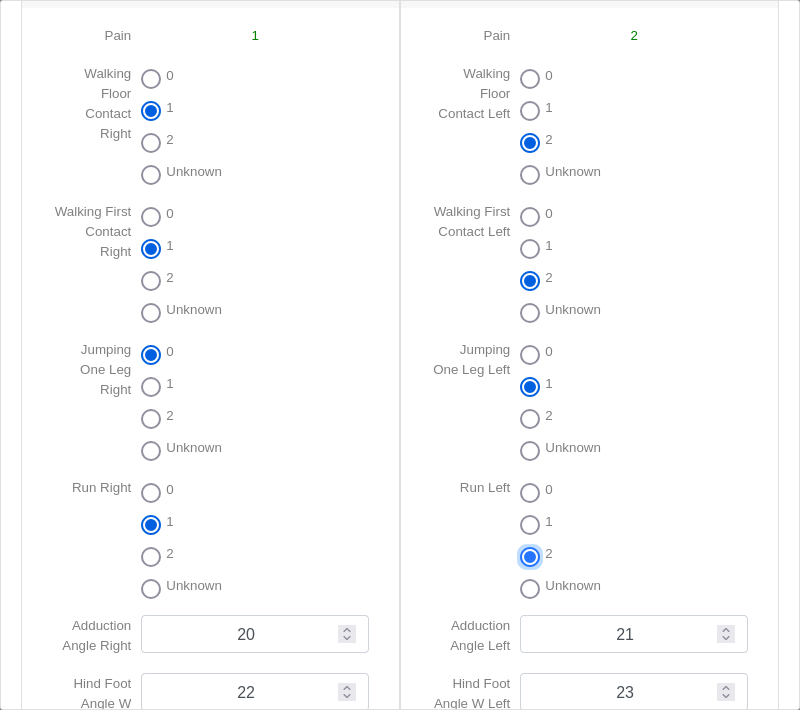 Pain
1
Walking
Floor
Contact
Right
0
1
2
Unknown
Walking First
Contact
Right
0
1
2
Unknown
Jumping
One Leg
Right
0
1
2
Unknown
Run Right
0
1
2
Unknown
Adduction
Angle Right
20
Hind Foot
Angle W
22
Pain
2
Walking
Floor
Contact Left
0
1
2
Unknown
Walking First
Contact Left
0
1
2
Unknown
Jumping
One Leg Left
0
1
2
Unknown
Run Left
0
1
2
Unknown
Adduction
Angle Left
21
Hind Foot
Angle W Left
23